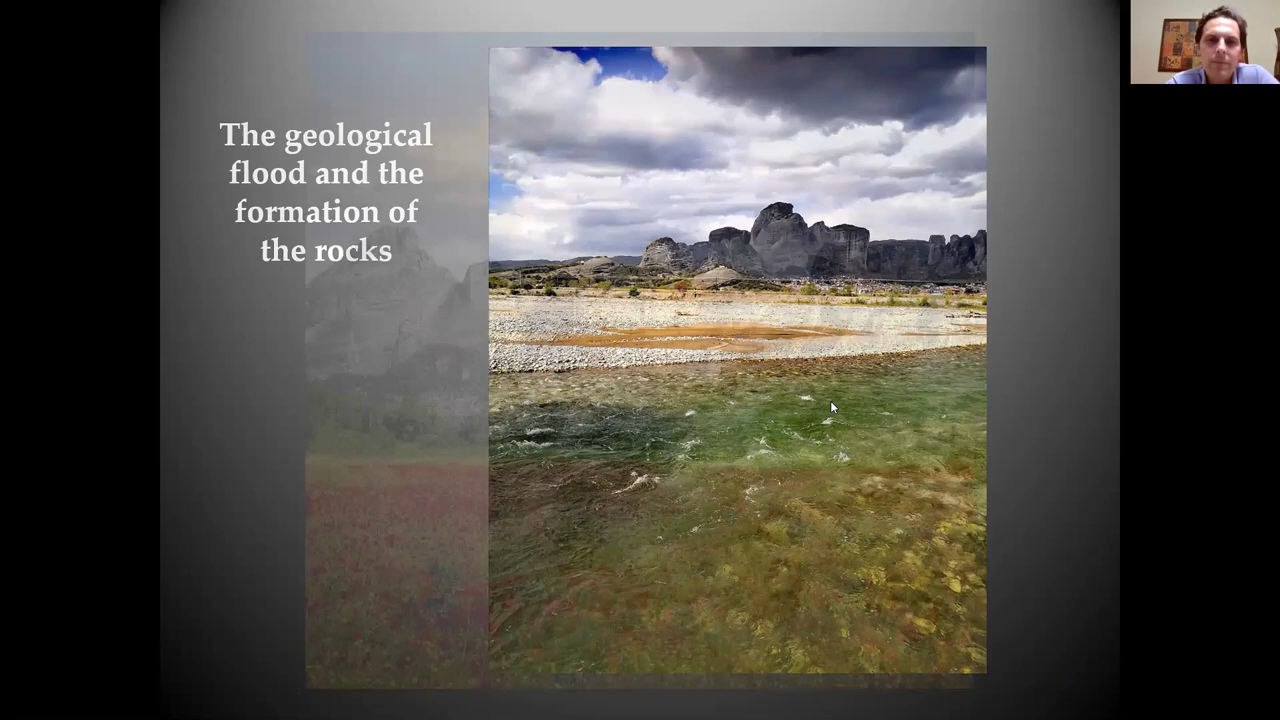 The geological
flood and the
formation of
the rocks